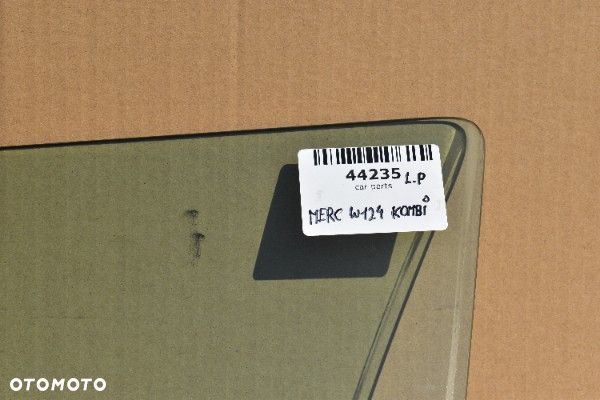 44235 L.P
car parts
MERC W124 KOMBI
OTOMOTO